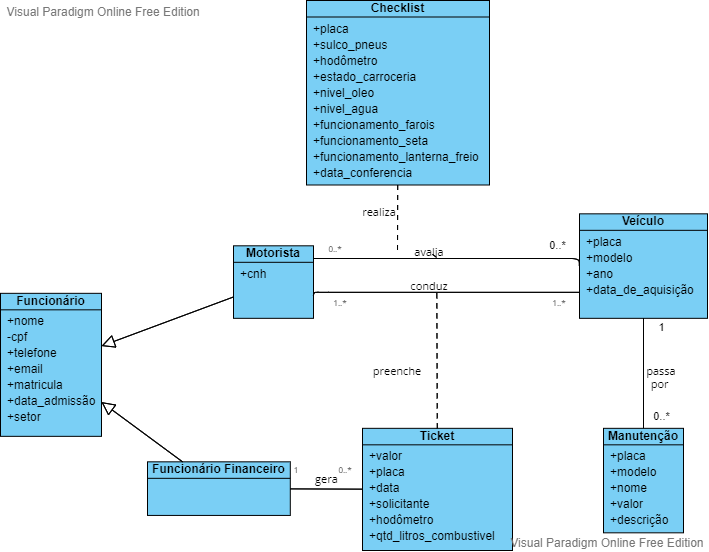 Visual Paradigm Online Free Edition
Checklist
+placa
+sulco_pneus
+hodômetro
+estado_carroceria
+nivel_oleo
+nivel_agua
+funcionamento_farois
+funcionamento_seta
+funcionamento_lanterna_freio
+data_conferencia
realiza
Motorista
+cnh
0..*
avalia
0..*
1..*
conduz
1..*
Veículo
+placa
+modelo
+ano
+data_de_aquisição
Funcionário
+nome
-cpf
+telefone
+email
+matricula
+data_admissão
+setor
preenche
1
passa
por
0..*
Funcionário Financeiro
1
gera
0..*
Ticket
+valor
+placa
+data
+solicitante
+hodômetro
+qtd_litros_combustivel
Manutenção
+placa
+modelo
+nome
+valor
+descrição
Visual Paradigm Online Free Edition